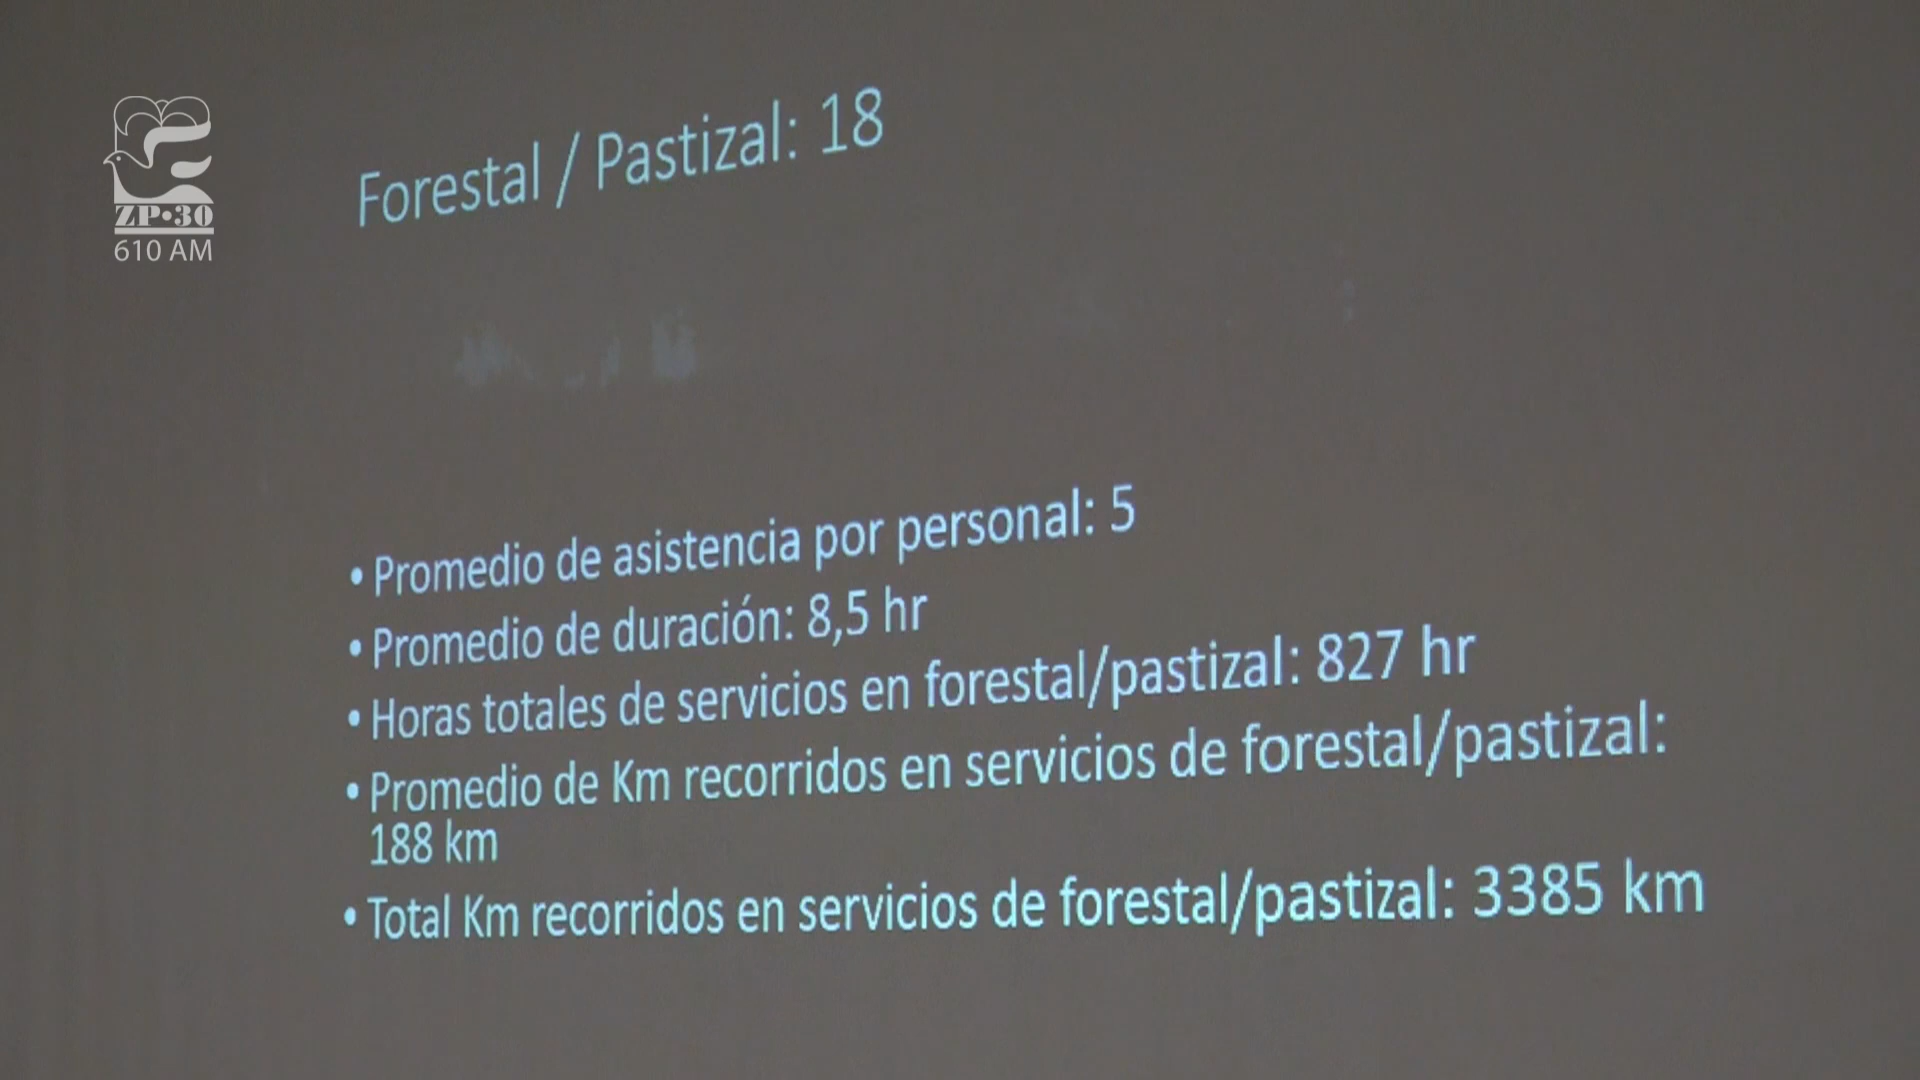 ZP•30
610 AM
Forestal / Pastizal: 18
• Promedio de asistencia por personal: 5
• Promedio de duración: 8,5 hr
• Horas totales de servicios en forestal/pastizal: 827 hr
• Promedio de Km recorridos en servicios de forestal/pastizal:
188 km
• Total Km recorridos en servicios de forestal/pastizal: 3385 km